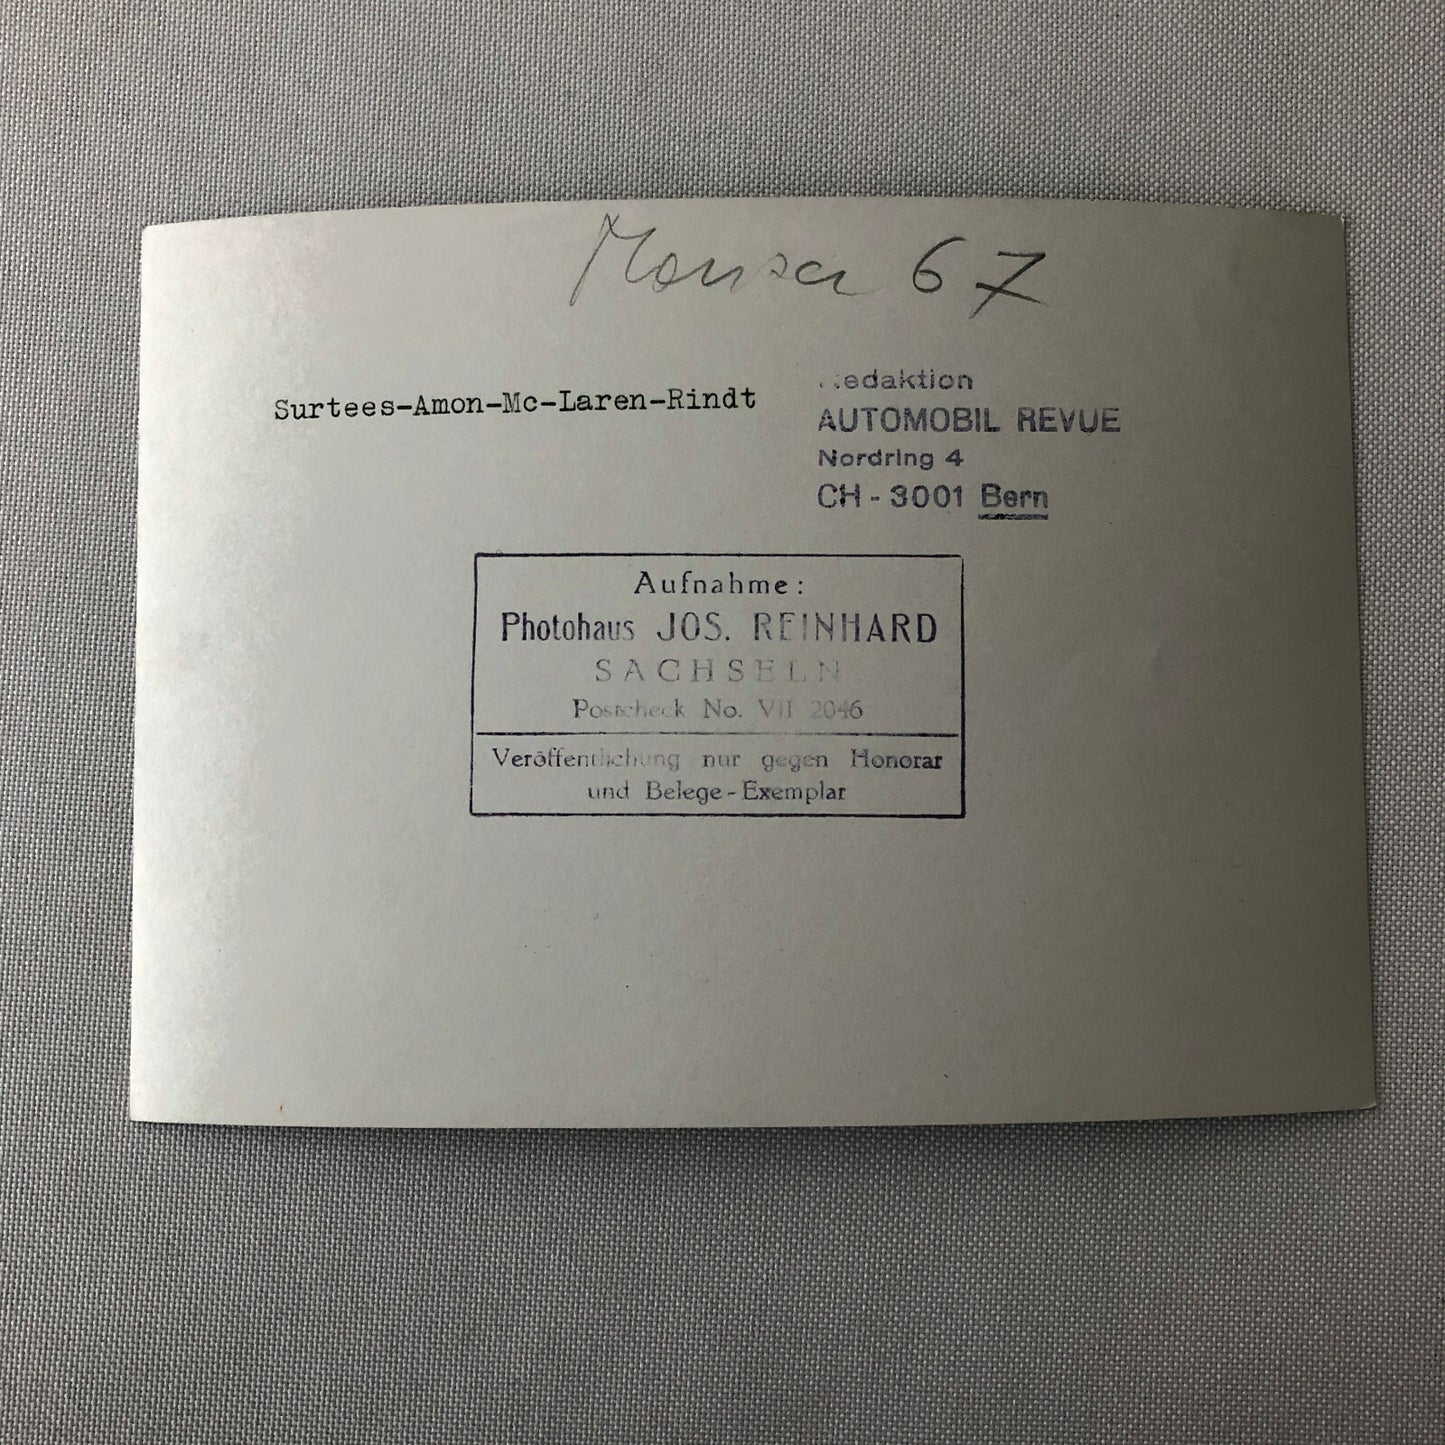 Monza 67
Surtees-Amon-Mc-Laren-Rindt
Redaktion
AUTOMOBIL REVUE
Nordring 4
CH - 3001 Bern
Aufnahme:
Photohaus JOS. REINHARD
SACHSELN
Postcheck No. VII 2046
Veröffentlichung nur gegen Honorar
und Belege-Exemplar